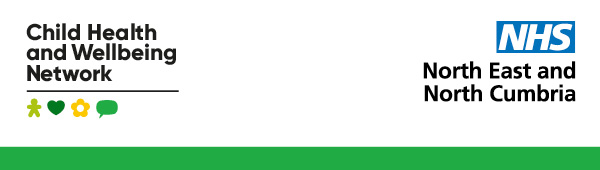 Child Health
and Wellbeing
Network
NHS
North East and
North Cumbria